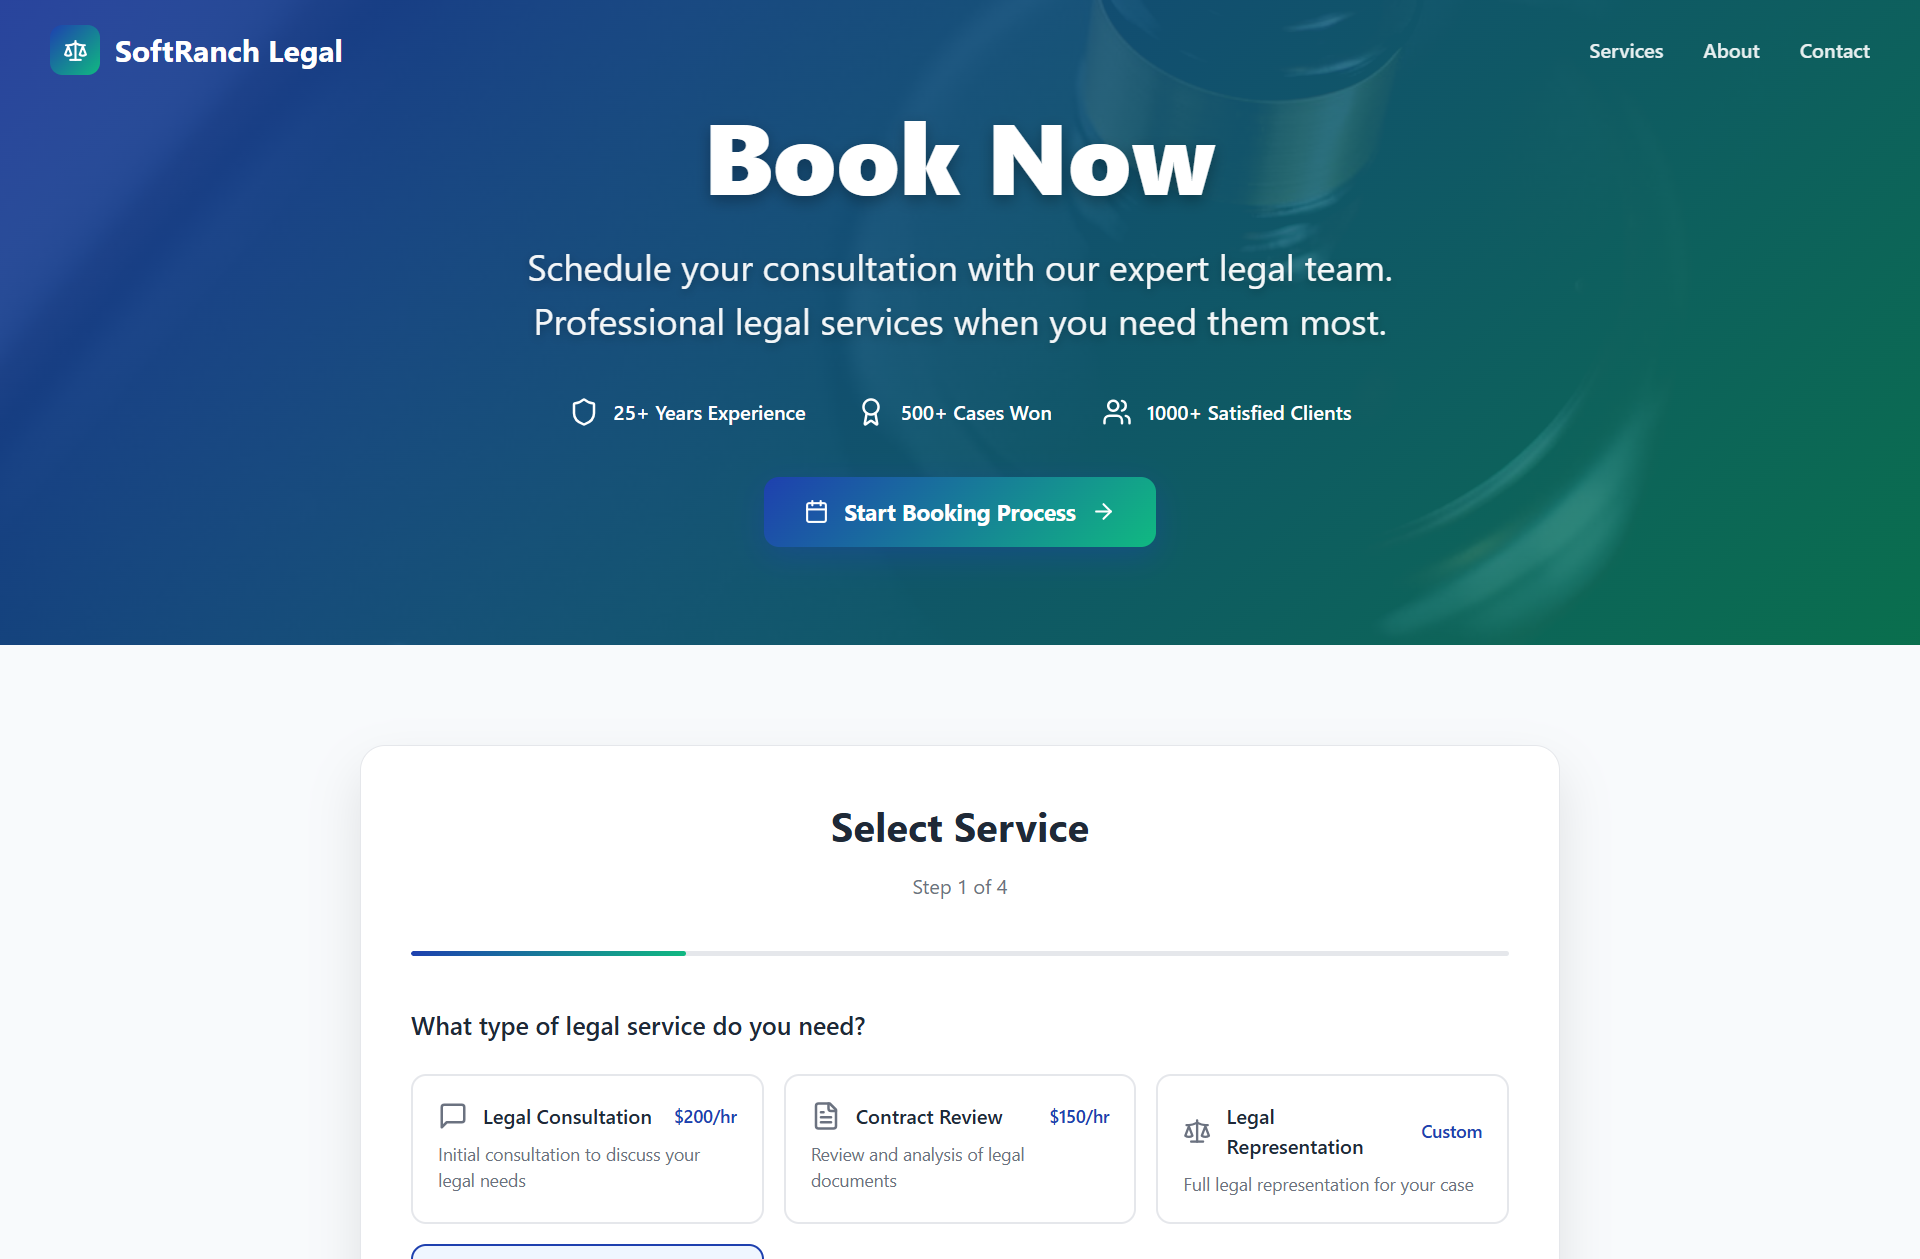 SoftRanch Legal
Services
About
Contact
Book Now
Schedule your consultation with our expert legal team.
Professional legal services when you need them most.
25+ Years Experience
500+ Cases Won
1000+ Satisfied Clients
Start Booking Process
Select Service
Step 1 of 4
What type of legal service do you need?
Legal Consultation
$200/hr
Initial consultation to discuss your
legal needs
Contract Review
$150/hr
Review and analysis of legal
documents
Legal
Representation
Custom
Full legal representation for your case